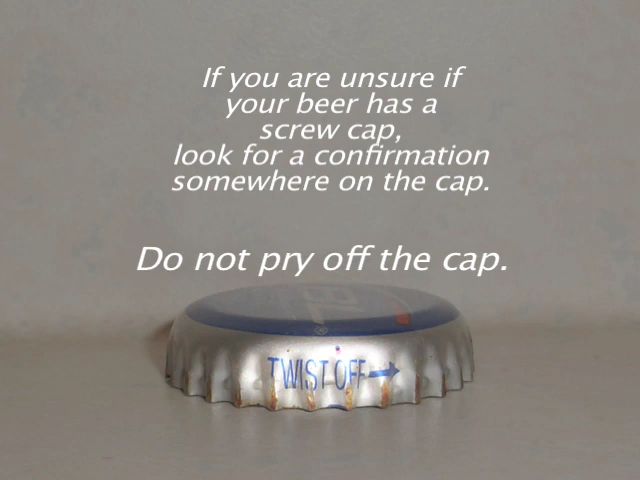 If you are unsure if
your beer has a
screw cap,
look for a confirmation
somewhere on the cap.
Do not pry off the cap.
TWIST OFF